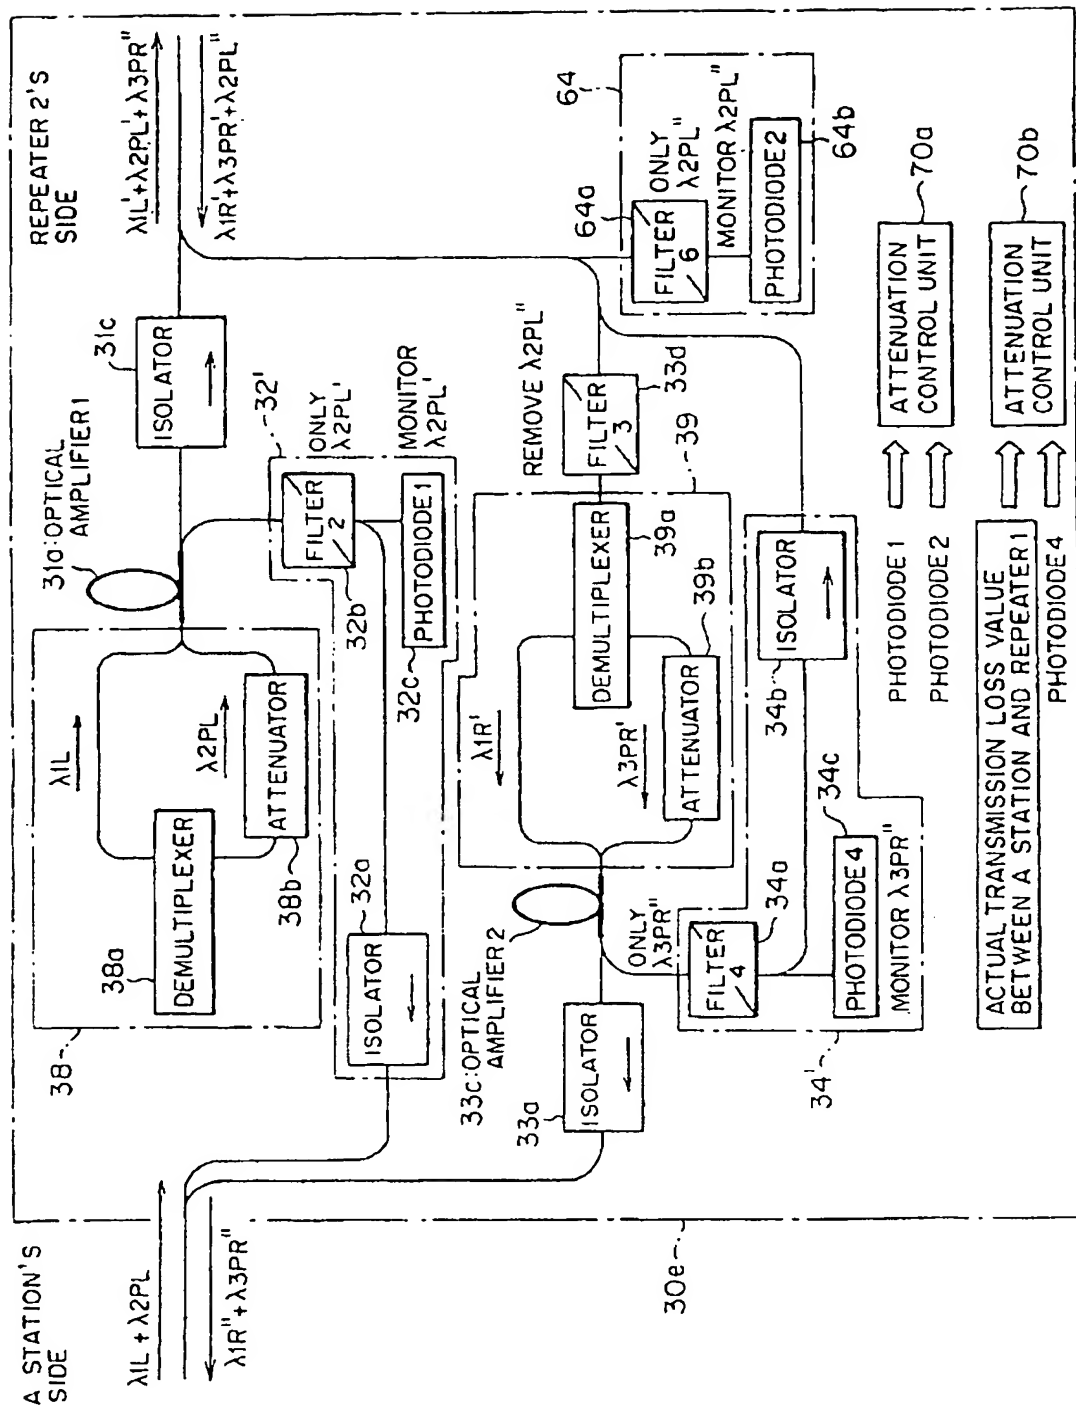 A STATION'S
SIDE
λ1L + λ2PL
λ1R" + λ3PR"
30e
REPEATER 2'S
SIDE
λ1L' + λ2PL' + λ3PR"
λ1R' + λ3PR' + λ2PL"
38
38a
DEMULTIPLEXER
λ1L
λ2PL
ATTENUATOR
38b
31a:OPTICAL
AMPLIFIER1
31c
ISOLATOR
32'
ONLY
λ2PL'
FILTER
2
32b
MONITOR
λ2PL'
PHOTODIODE1
32c
32a
ISOLATOR
33c:OPTICAL
AMPLIFIER2
33a
ISOLATOR
λ1R'
λ3PR'
DEMULTIPLEXER
39a
39b
ATTENUATOR
39
REMOVE λ2PL"
FILTER
3
33d
64
64a
FILTER
6
ONLY
λ2PL"
MONITOR λ2PL"
PHOTODIODE2
64b
ONLY
λ3PR"
FILTER
4
34a
34c
PHOTODIODE4
MONITOR λ3PR"
34'
34b
ISOLATOR
PHOTODIODE1
PHOTODIODE2
ATTENUATION
CONTROL UNIT
70a
ACTUAL TRANSMISSION LOSS VALUE
BETWEEN A STATION AND REPEATER1
PHOTODIODE4
ATTENUATION
CONTROL UNIT
70b